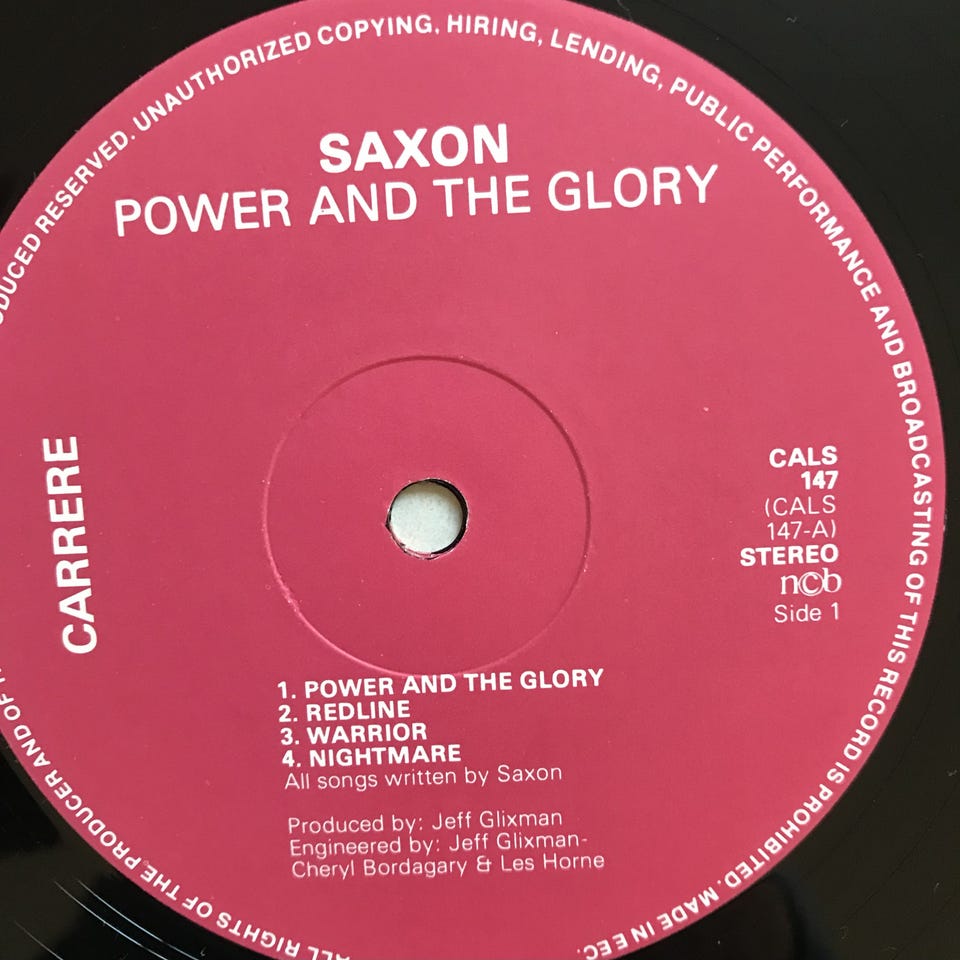 ALL RIGHTS OF THE PRODUCER AND OF
RESERVED. UNAUTHORIZED COPYING, HIRING, LENDING, PUBLIC PERFORMANCE AND BROADCASTING OF THIS RECORD IS PROHIBITED. MADE IN EEC.
SAXON
POWER AND THE GLORY
CARRERE
CALS
147
(CALS
147-A)
STEREO
n©b
Side 1
1. POWER AND THE GLORY
2. REDLINE
3. WARRIOR
4. NIGHTMARE
All songs written by Saxon
Produced by: Jeff Glixman
Engineered by: Jeff Glixman-
Cheryl Bordagary & Les Horne